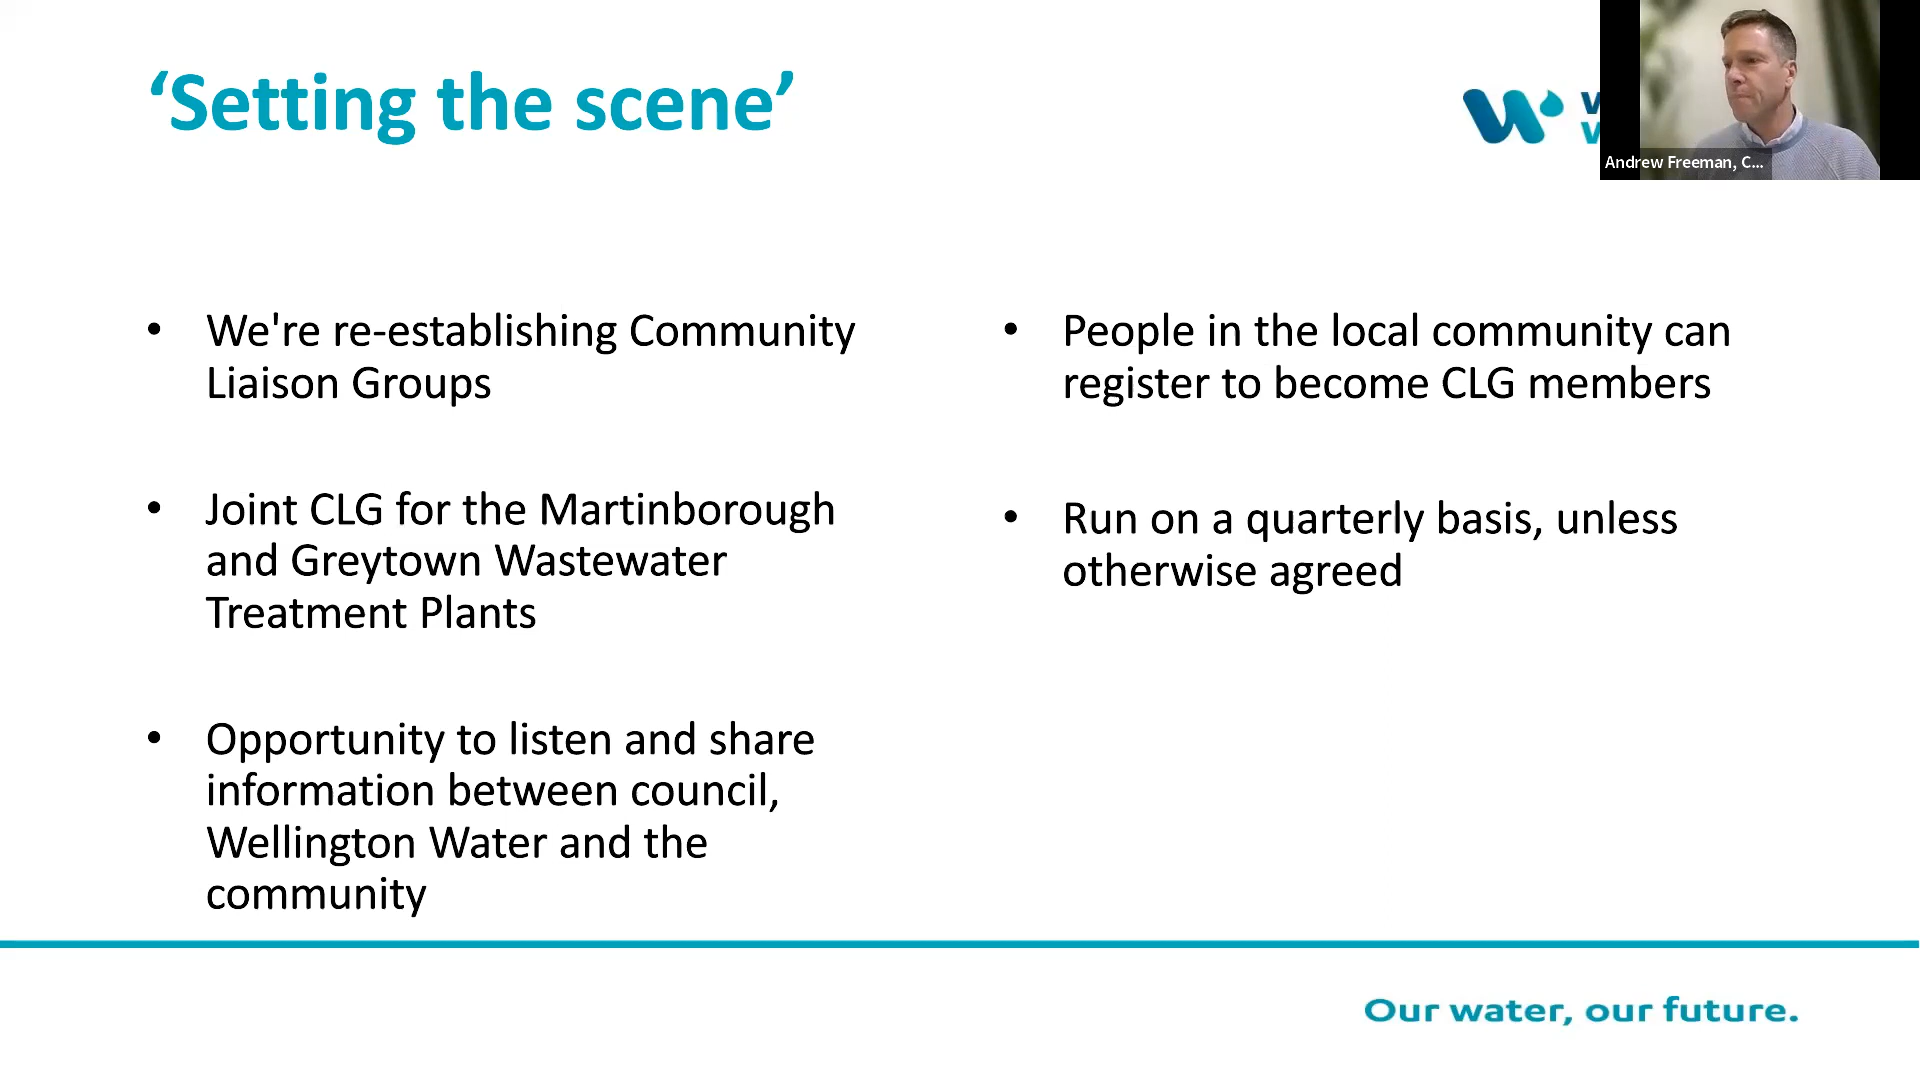 ‘Setting the scene’
Andrew Freeman, C...
• We're re-establishing Community
Liaison Groups
• Joint CLG for the Martinborough
and Greytown Wastewater
Treatment Plants
• Opportunity to listen and share
information between council,
Wellington Water and the
community
• People in the local community can
register to become CLG members
• Run on a quarterly basis, unless
otherwise agreed
Our water, our future.